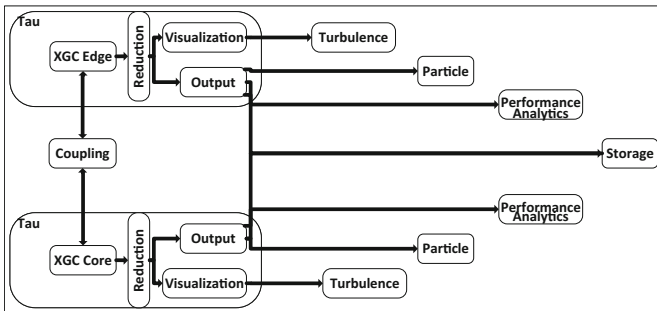 Tau
XGC Edge
Reduction
Visualization
Turbulence
Output
Particle
Performance
Analytics
Coupling
Storage
Performance
Analytics
Tau
XGC Core
Reduction
Output
Particle
Visualization
Turbulence